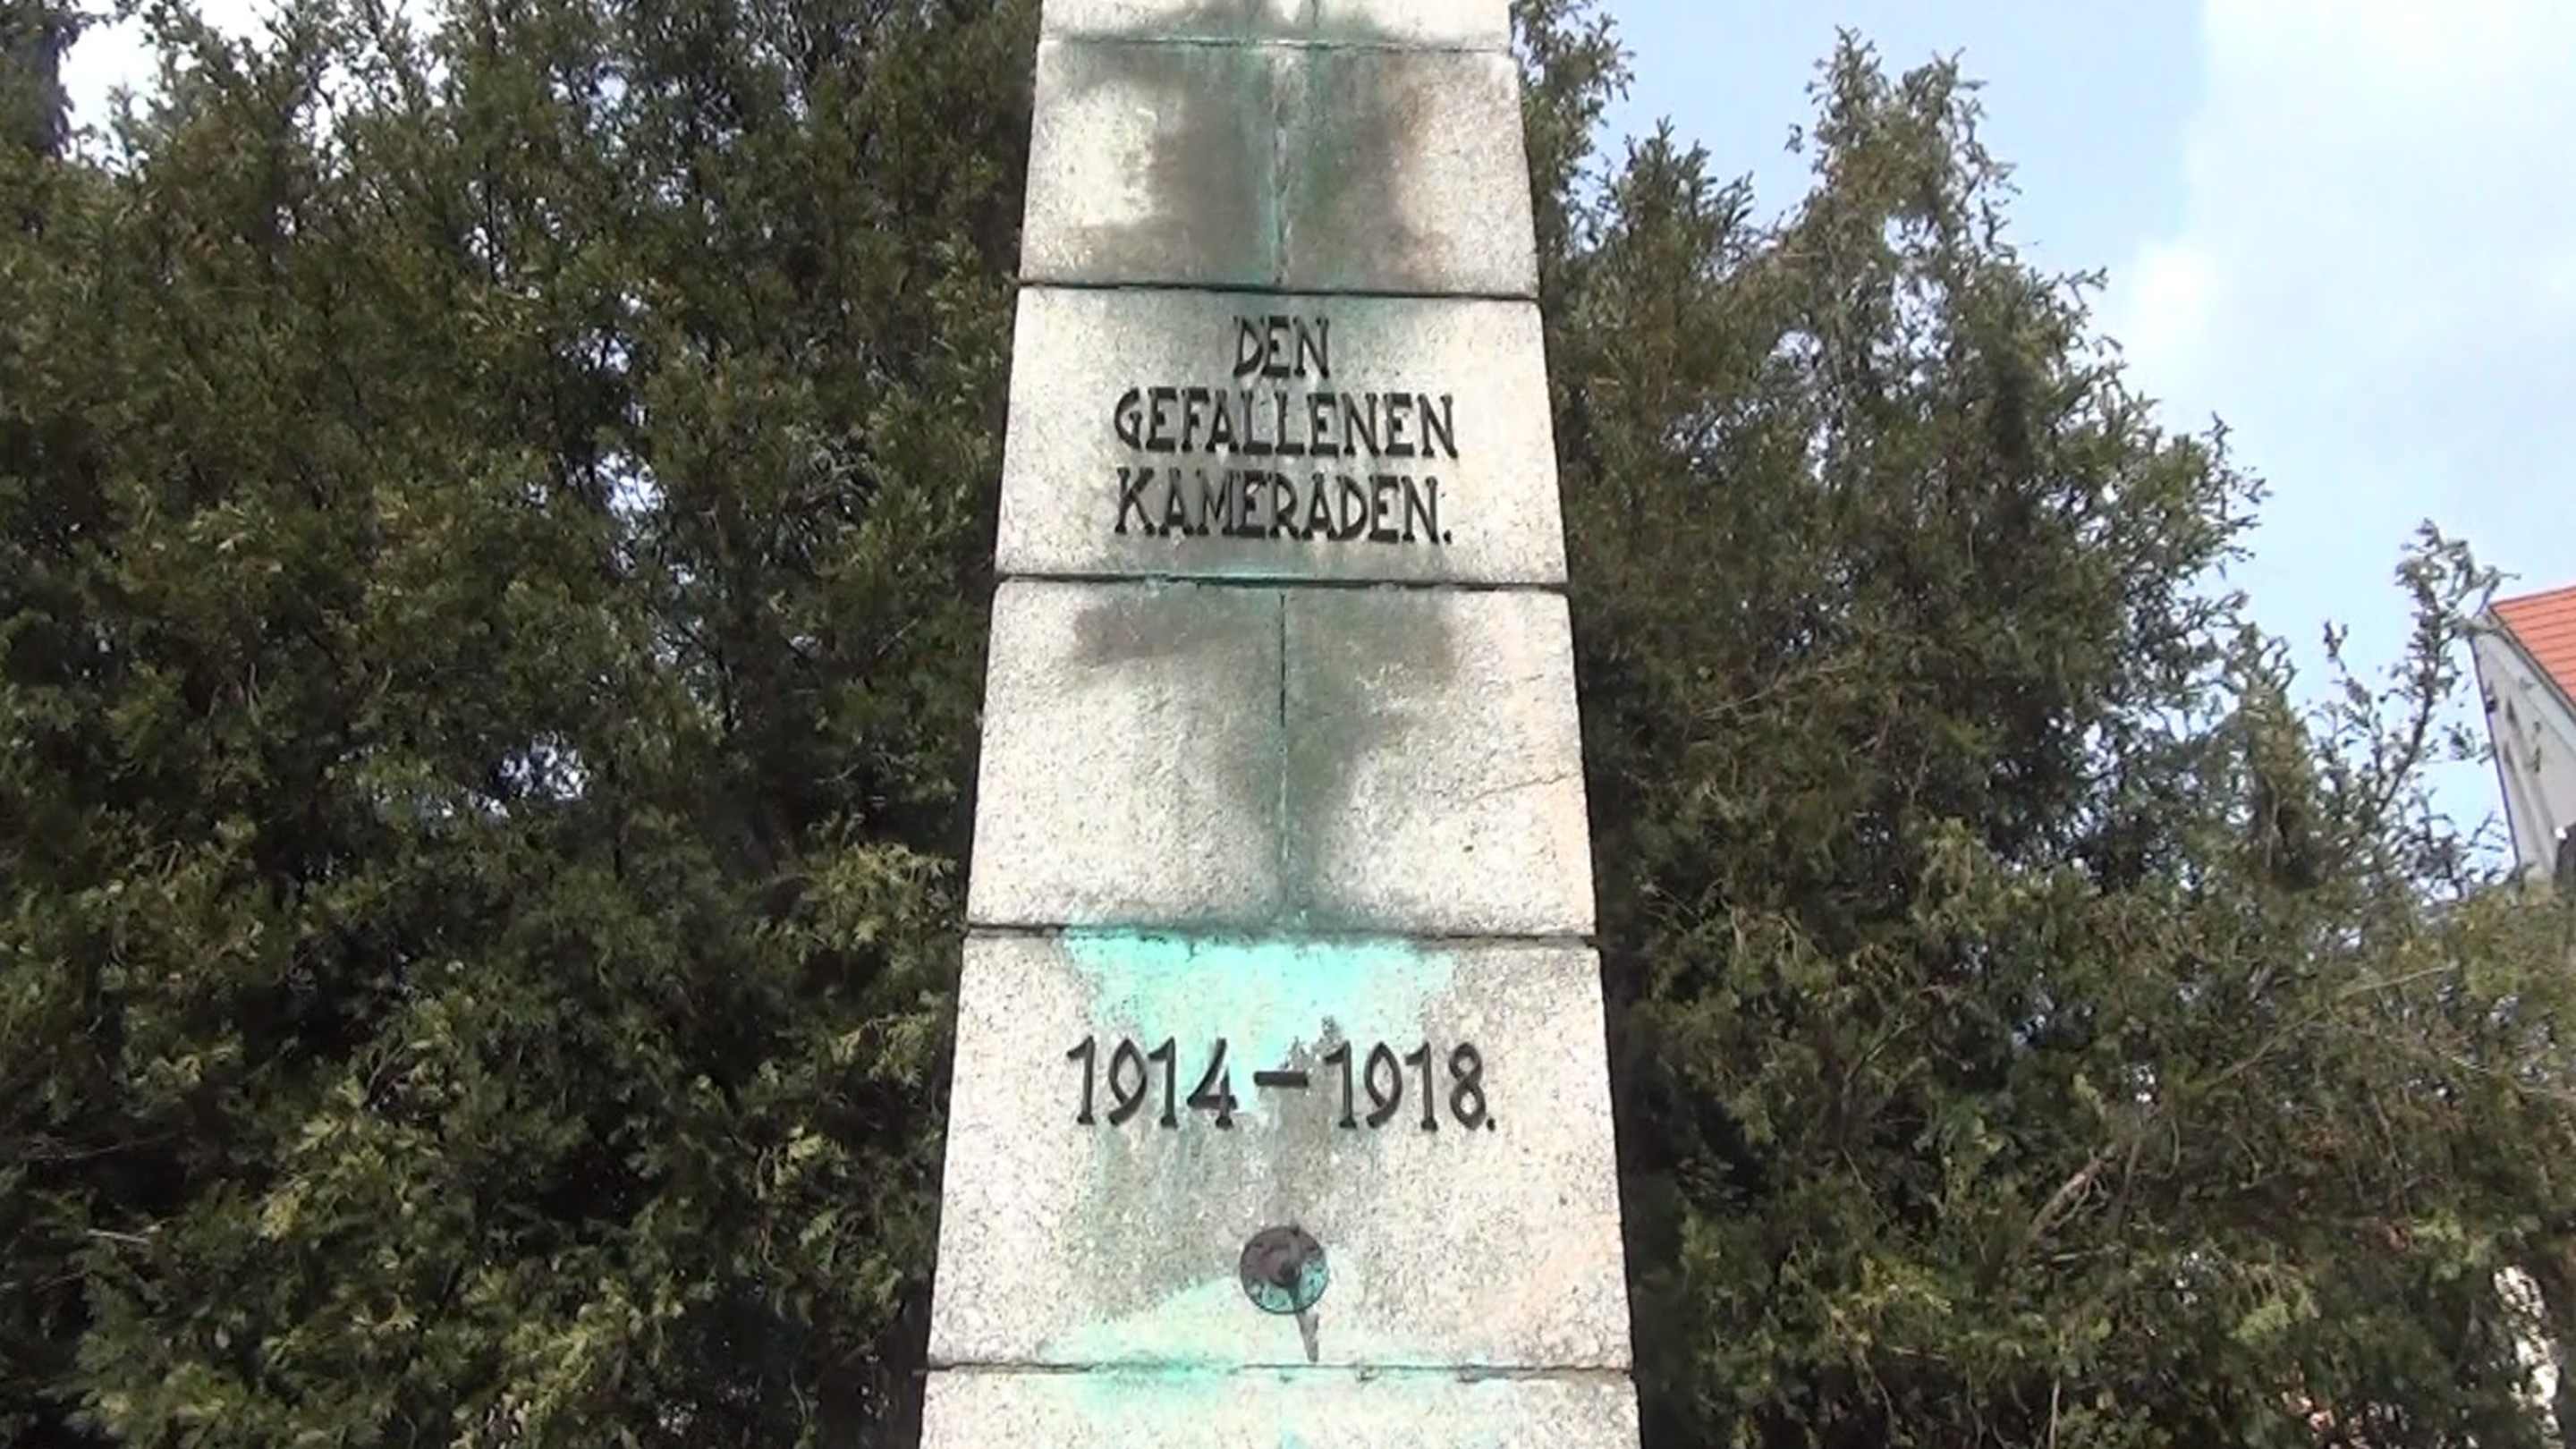 DEN
GEFALLENEN
KAMERADEN.
1914–1918.